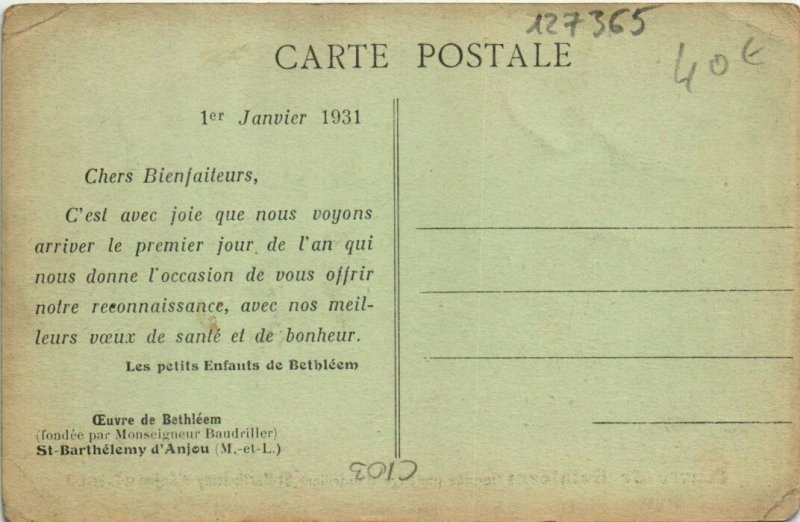 127365
CARTE POSTALE
40€
1er Janvier 1931
Chers Bienfaiteurs,
C'est avec joie que nous voyons
arriver le premier jour de l'an qui
nous donne l'occasion de vous offrir
notre reconnaissance, avec nos meil-
leurs vœux de santé et de bonheur.
Les petits Enfants de Bethléem
Œuvre de Bethléem
(fondée par Monseigneur Baudriller)
St-Barthélemy d'Anjou (M.-et-L.)
C103